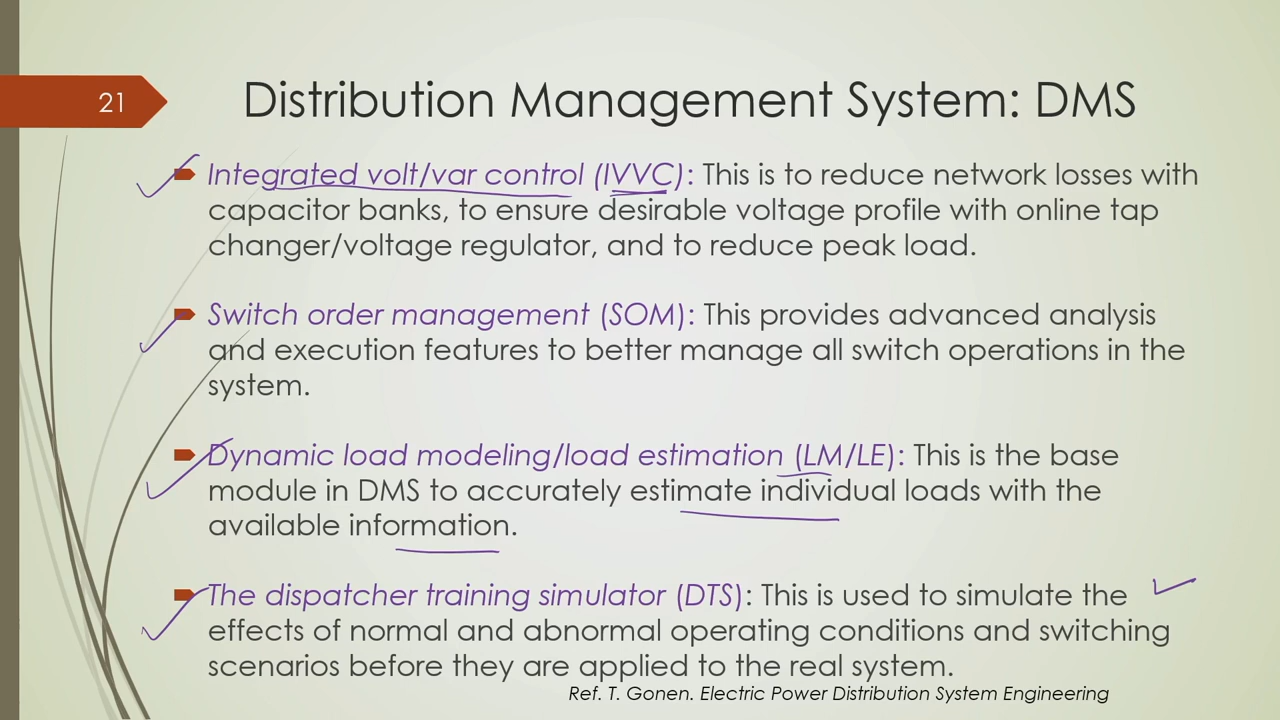 21
Distribution Management System: DMS
Integrated volt/var control (IVVC): This is to reduce network losses with
capacitor banks, to ensure desirable voltage profile with online tap
changer/voltage regulator, and to reduce peak load.
Switch order management (SOM): This provides advanced analysis
and execution features to better manage all switch operations in the
system.
Dynamic load modeling/load estimation (LM/LE): This is the base
module in DMS to accurately estimate individual loads with the
available information.
The dispatcher training simulator (DTS): This is used to simulate the
effects of normal and abnormal operating conditions and switching
scenarios before they are applied to the real system.
Ref. T. Gonen. Electric Power Distribution System Engineering